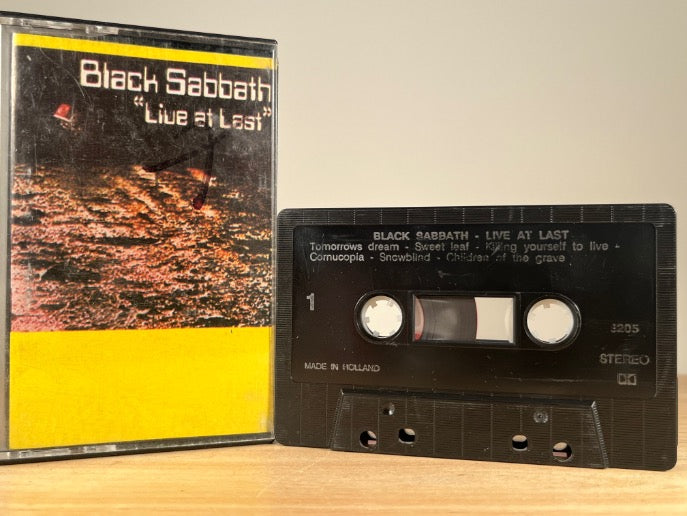 Black Sabbath
"Live at Last"
BLACK SABBATH - LIVE AT LAST
Tomorrows dream - Sweet leaf - Killing yourself to live -
Cornucopia - Snowblind - Children of the grave
1
3205
STEREO
MADE IN HOLLAND